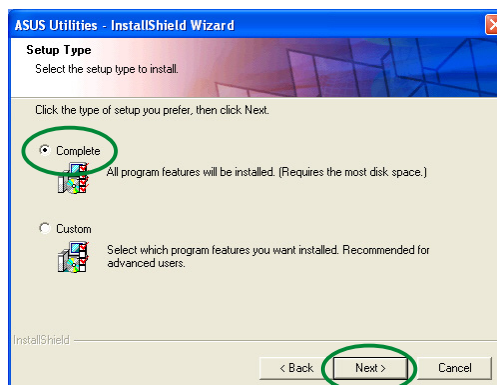 ASUS Utilities - InstallShield Wizard
Setup Type
Select the setup type to install.
Click the type of setup you prefer, then click Next.
Complete
All program features will be installed. (Requires the most disk space.)
Custom
Select which program features you want installed. Recommended for
advanced users.
InstallShield
< Back
Next >
Cancel